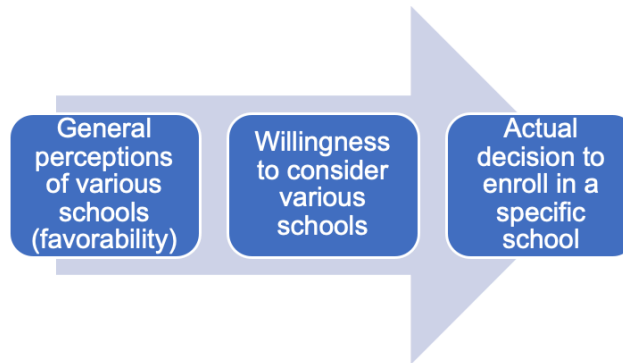 General
perceptions
of various
schools
(favorability)
Willingness
to consider
various
schools
Actual
decision to
enroll in a
specific
school